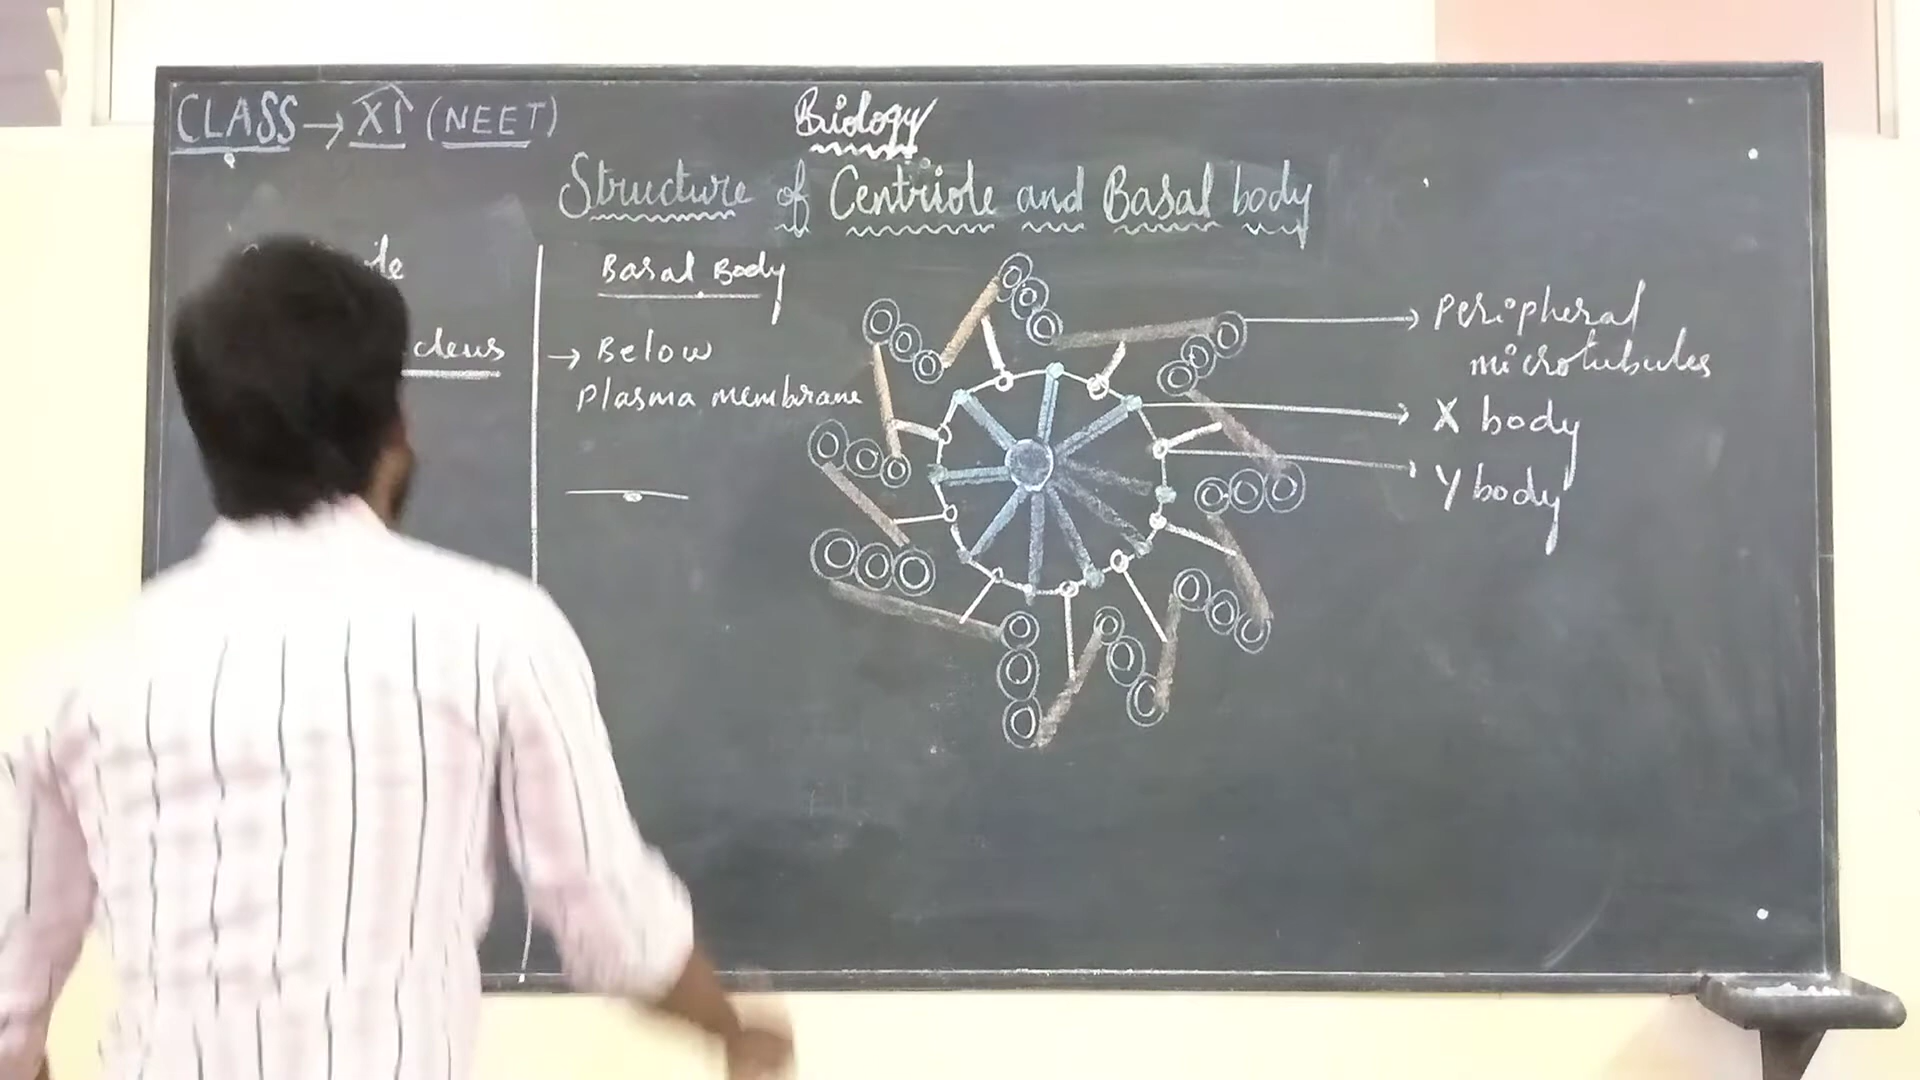 CLASS → XI (NEET)
Biology
Structure of Centriole and Basal body
Basal Body
→ Below
plasma membrane
Peripheral
microtubules
X body
Y body